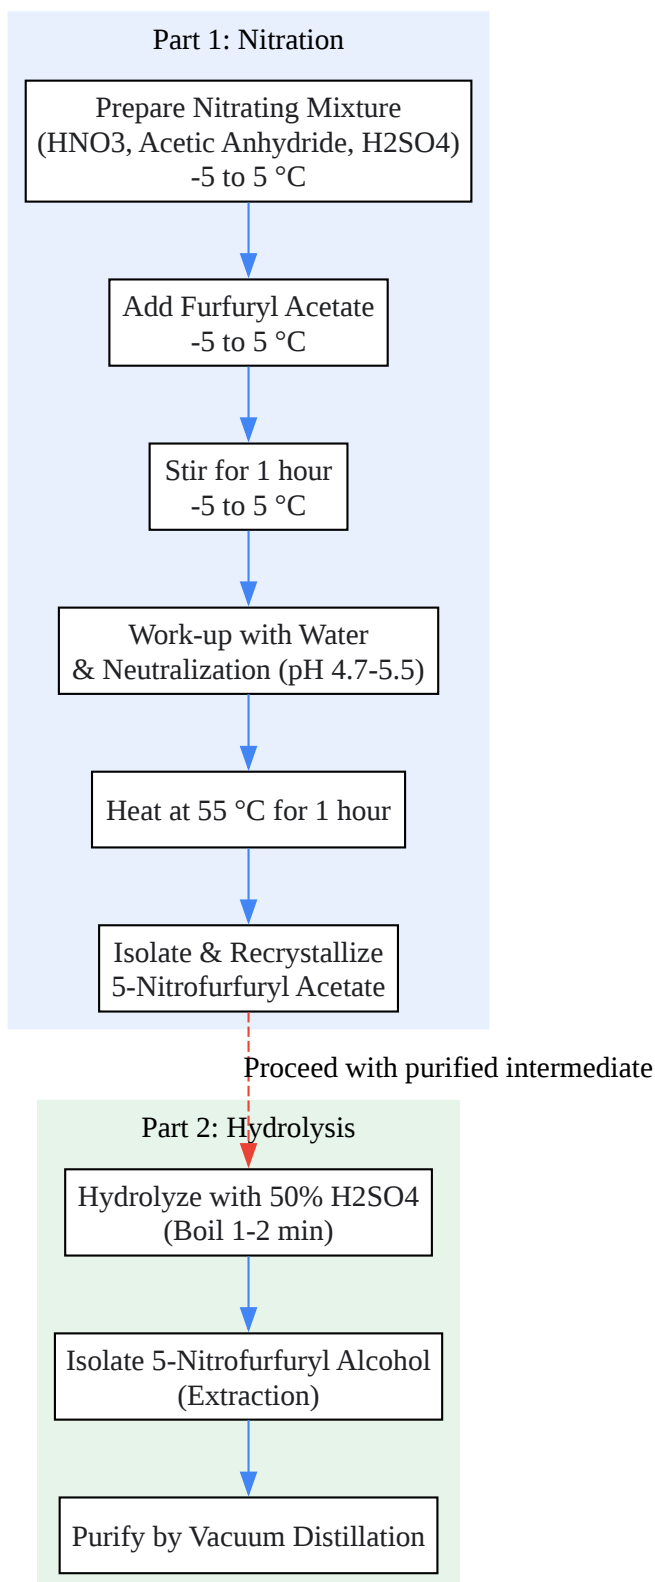 Part 1: Nitration
Prepare Nitrating Mixture
(HNO3, Acetic Anhydride, H2SO4)
-5 to 5 °C
Add Furfuryl Acetate
-5 to 5 °C
Stir for 1 hour
-5 to 5 °C
Work-up with Water
& Neutralization (pH 4.7-5.5)
Heat at 55 °C for 1 hour
Isolate & Recrystallize
5-Nitrofurfuryl Acetate
Proceed with purified intermediate
Part 2: Hydrolysis
Hydrolyze with 50% H2SO4
(Boil 1-2 min)
Isolate 5-Nitrofurfuryl Alcohol
(Extraction)
Purify by Vacuum Distillation